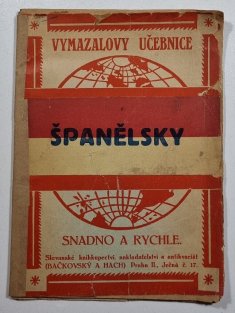 VYMAZALOVY UČEBNICE
ŠPANĚLSKY
SNADNO A RYCHLE.
Slovanské knihkupectví, nakladatelství a antikvariát
(BAČKOVSKÝ A HACH) Praha II., Ječná č. 17.